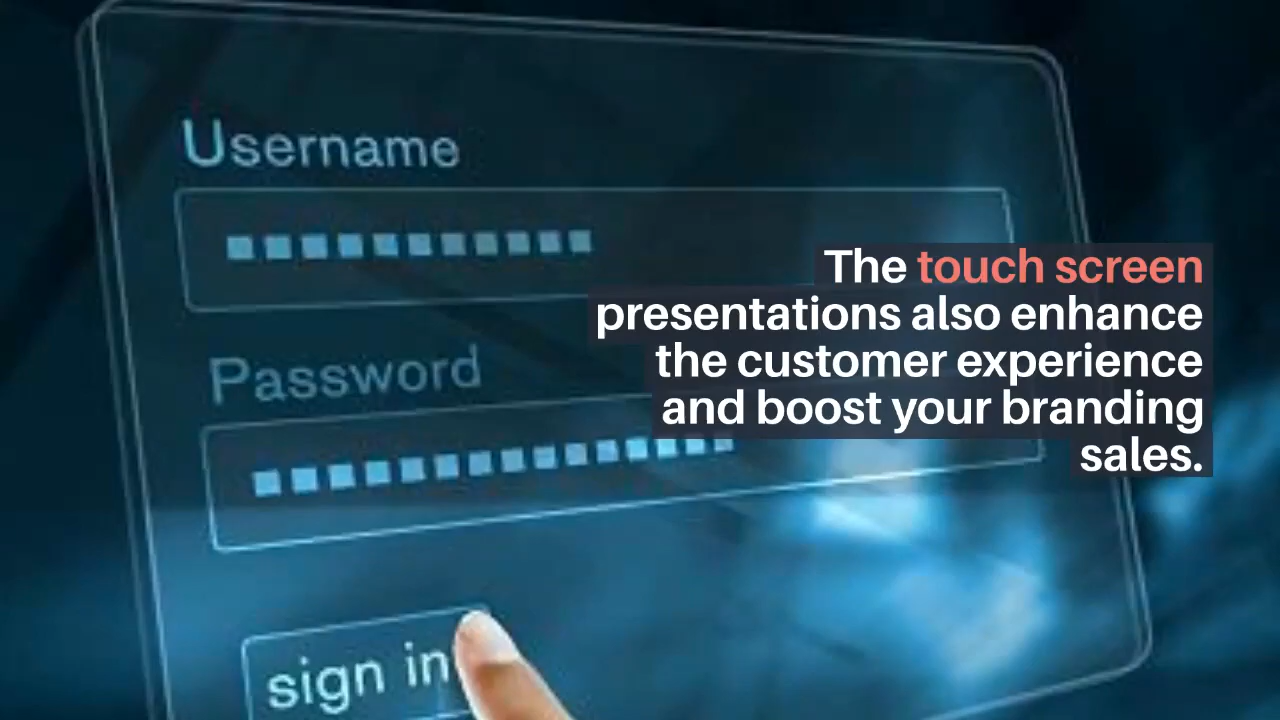 Username
Password
sign in
The touch screen
presentations also enhance
the customer experience
and boost your branding
sales.